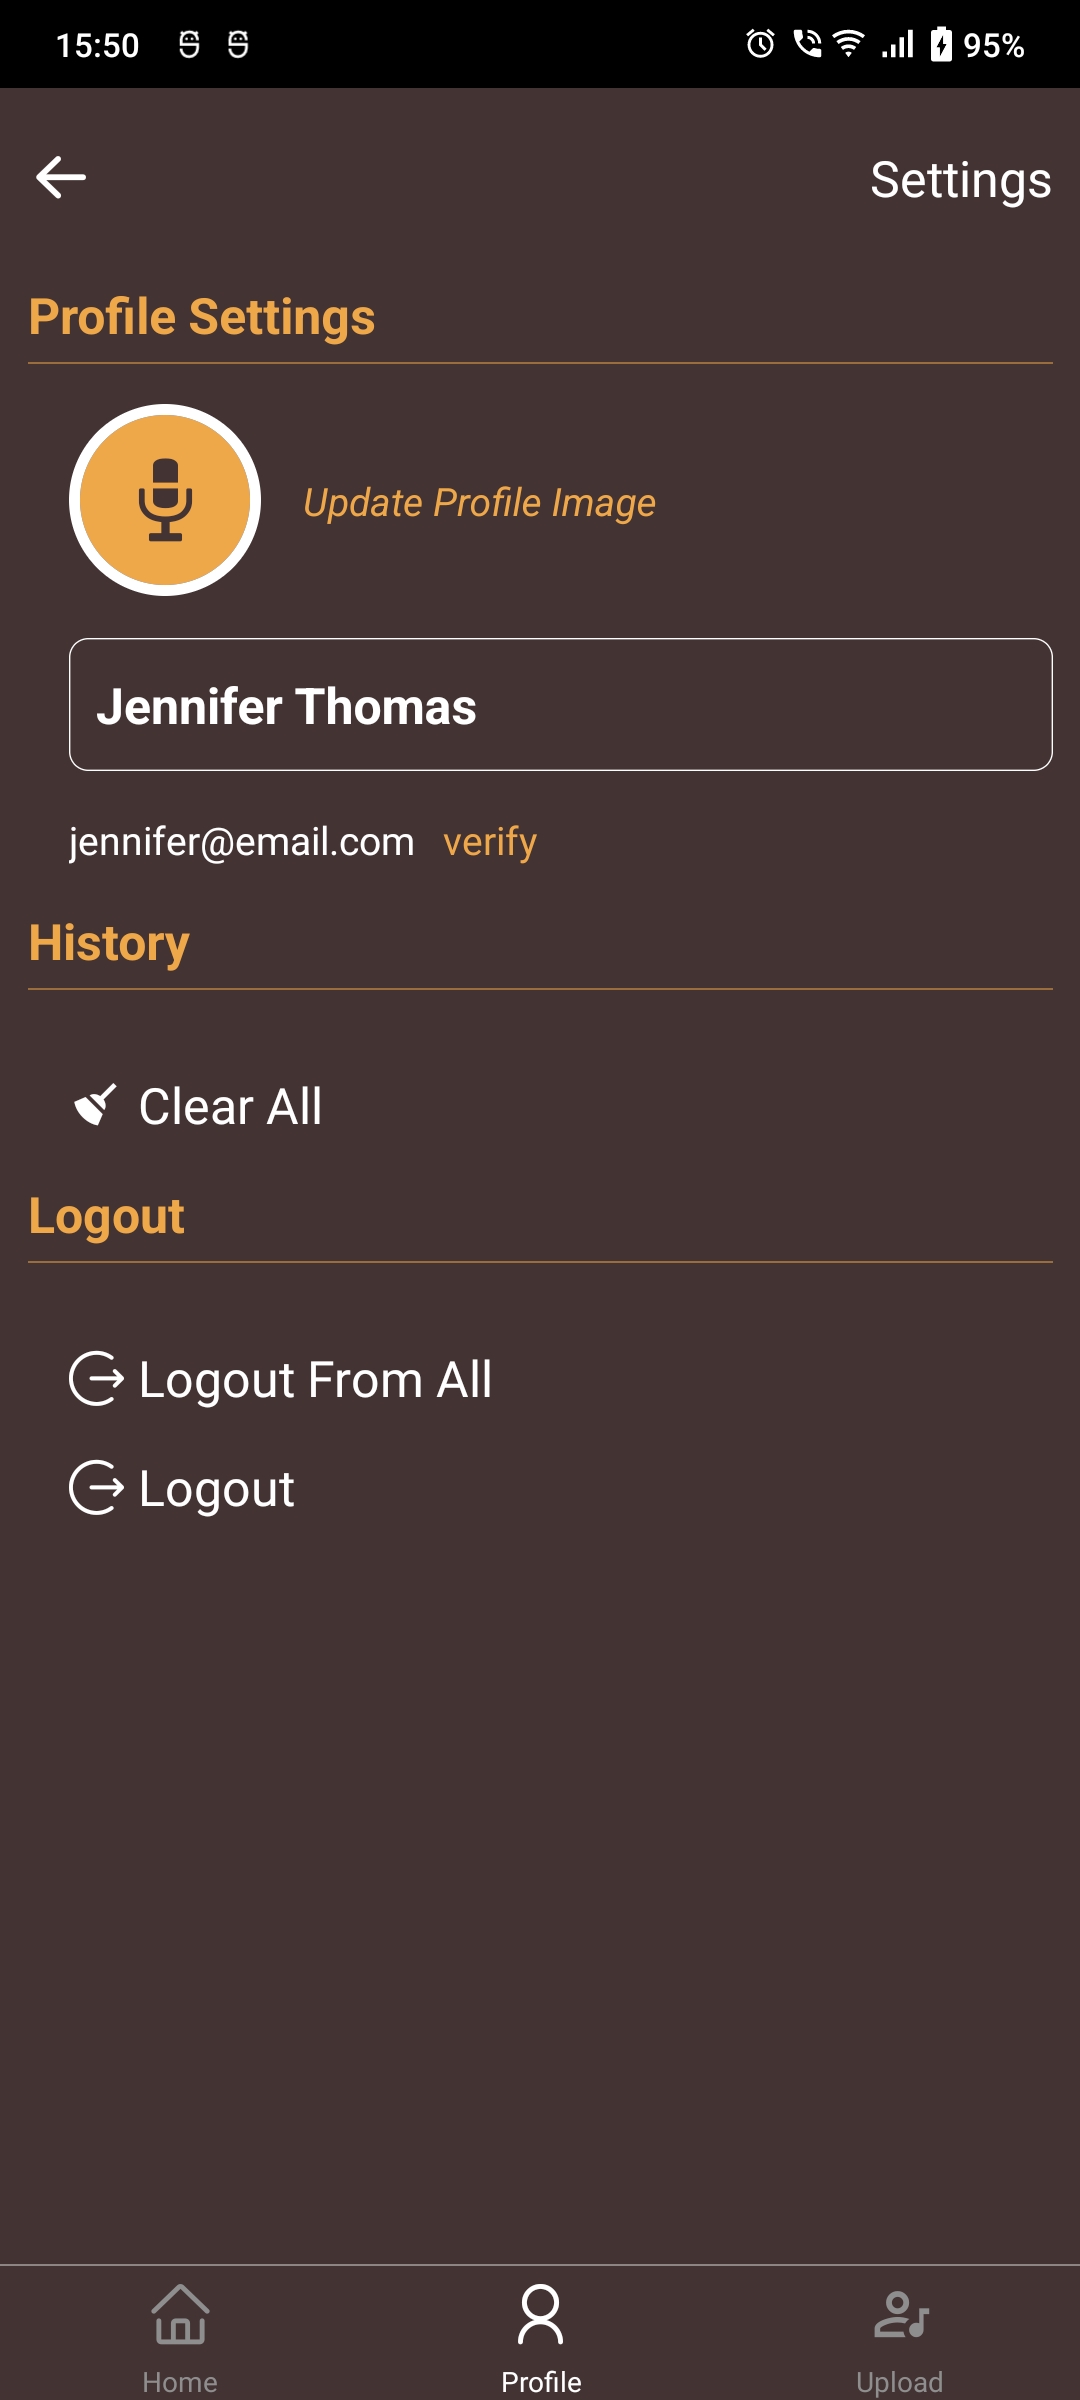 15:50 95%
Settings
Profile Settings
Update Profile Image
Jennifer Thomas
jennifer@email.com verify
History
Clear All
Logout
Logout From All
Logout
Home Profile Upload